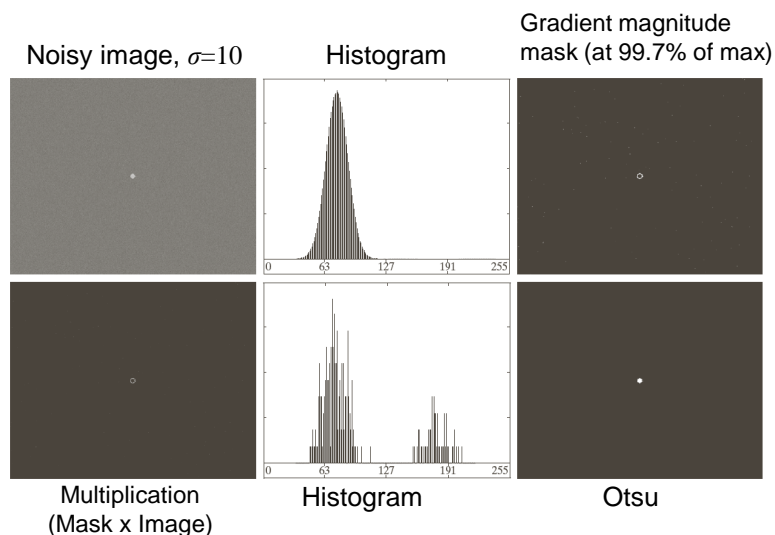 Noisy image, σ=10
Histogram
Gradient magnitude
mask (at 99.7% of max)
0 63 127 191 255
0 63 127 191 255
Multiplication
(Mask x Image)
Histogram
Otsu